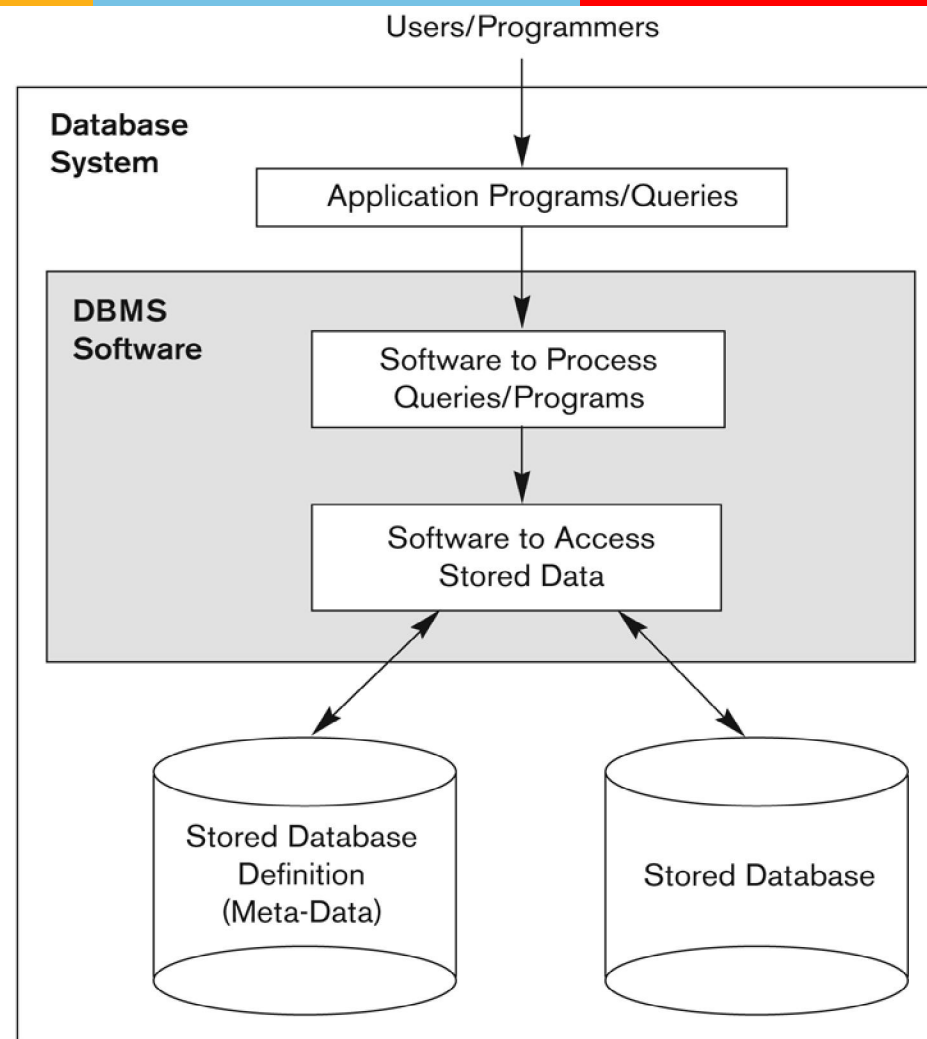 Users/Programmers
Database
System
Application Programs/Queries
DBMS
Software
Software to Process
Queries/Programs
Software to Access
Stored Data
Stored Database
Definition
(Meta-Data)
Stored Database